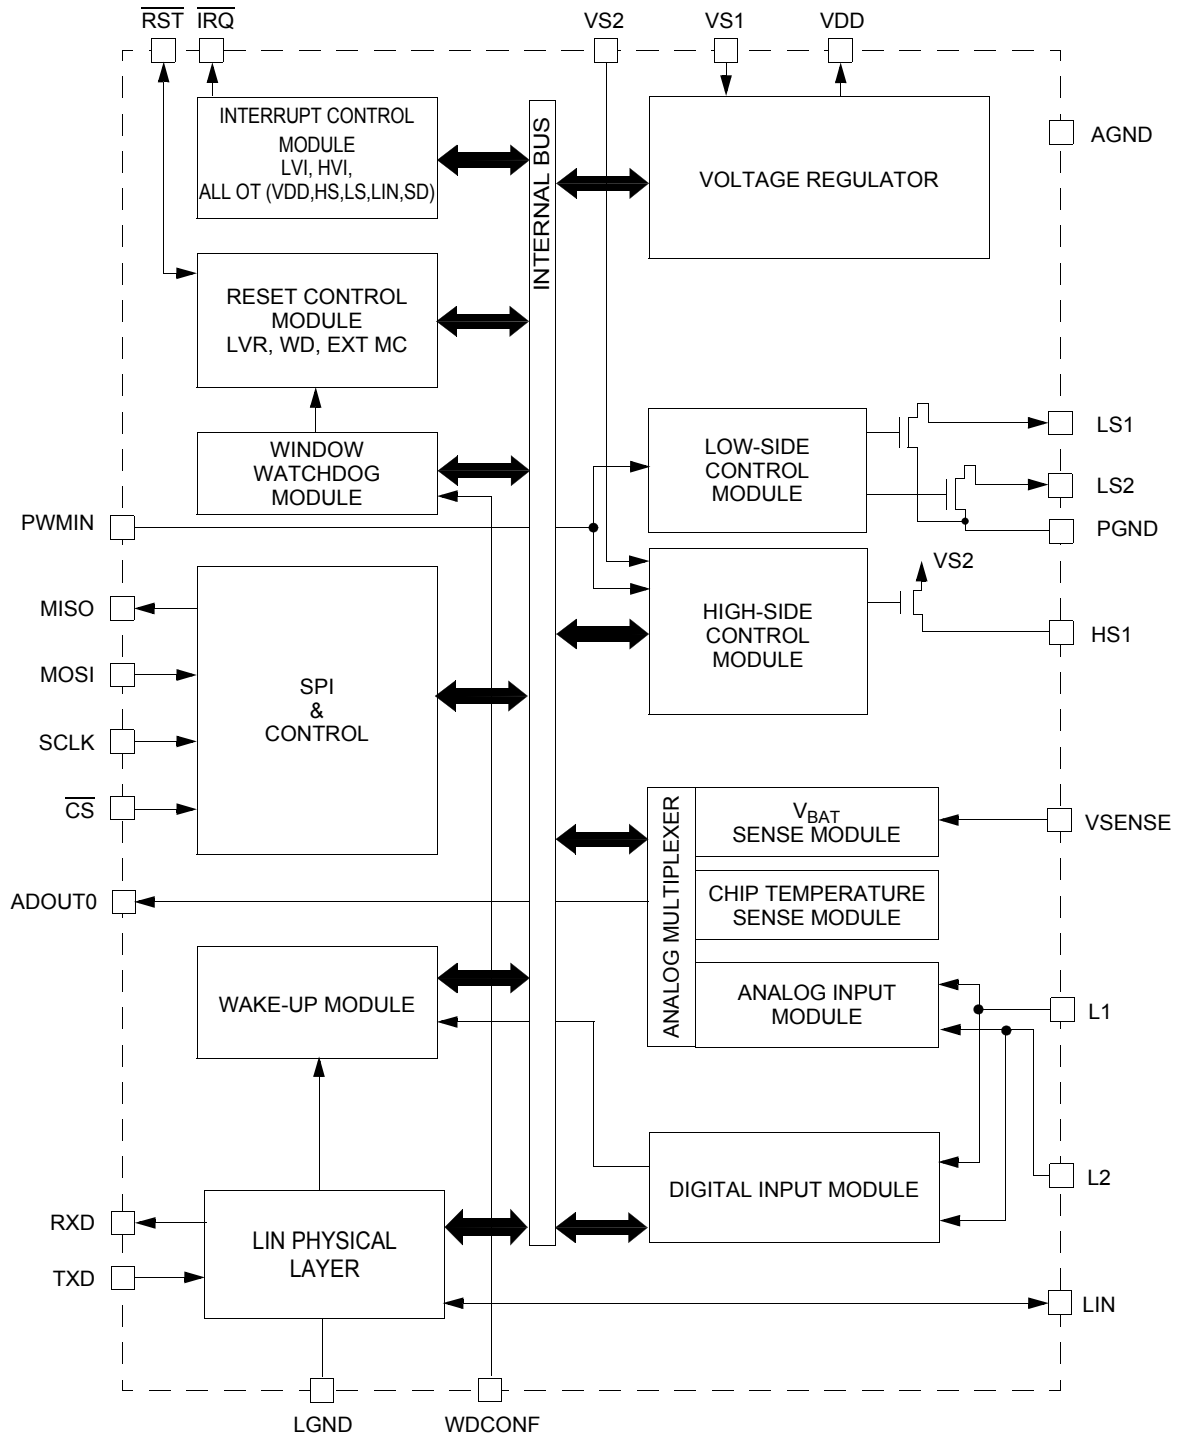 RST IRQ VS2 VS1 VDD
INTERRUPT CONTROL
MODULE
LVI, HVI,
ALL OT (VDD,HS,LS,LIN,SD)
INTERNAL BUS
VOLTAGE REGULATOR
AGND
RESET CONTROL
MODULE
LVR, WD, EXT MC
WINDOW
WATCHDOG
MODULE
LOW-SIDE
CONTROL
MODULE
LS1
LS2
PGND
PWMIN
VS2
HIGH-SIDE
CONTROL
MODULE
HS1
MISO
MOSI
SCLK
CS
SPI
&
CONTROL
ANALOG MULTIPLEXER
VBAT
SENSE MODULE
VSENSE
CHIP TEMPERATURE
SENSE MODULE
ADOUT0
ANALOG INPUT
MODULE
L1
WAKE-UP MODULE
DIGITAL INPUT MODULE
L2
RXD
TXD
LIN PHYSICAL
LAYER
LIN
LGND
WDCONF